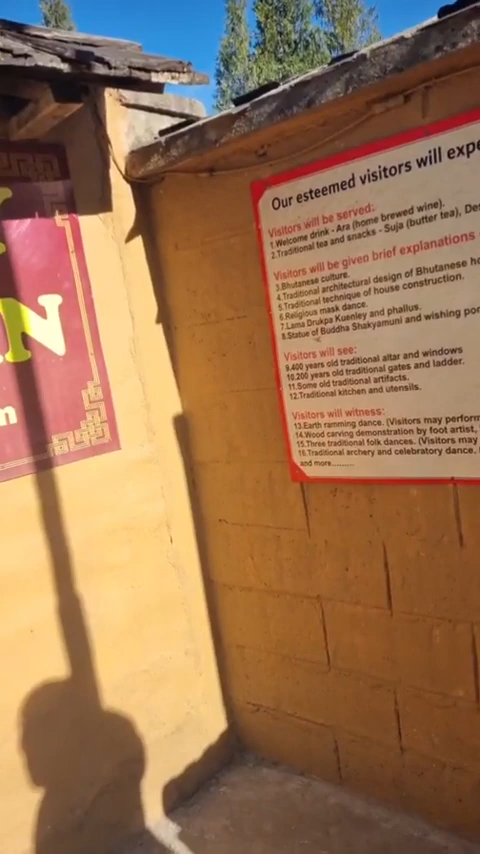 N
m
Our esteemed visitors will
Visitors will be served:
1.Welcome drink - Ara (home brewed wine).
2.Traditional tea and snacks - Suja (butter tea),
Visitors will be given brief explanations
3.Bhutanese culture.
4.Traditional architectural design of Bhutanese
5.Traditional technique of house construction.
6.Religious mask dance.
7.Lama Drukpa Kuenley and phallus.
8.Statue of Buddha Shakyamuni and wishing
Visitors will see:
9.400 years old traditional altar and windows
10.200 years old traditional gates and ladder.
11.Some old traditional artifacts.
12.Traditional kitchen and utensils.
Visitors will witness:
13.Earth ramming dance. (Visitors may perform
14.Wood carving demonstration by foot artist,
15.Three traditional folk dances. (Visitors may
16.Traditional archery and celebratory dance.
and more..........